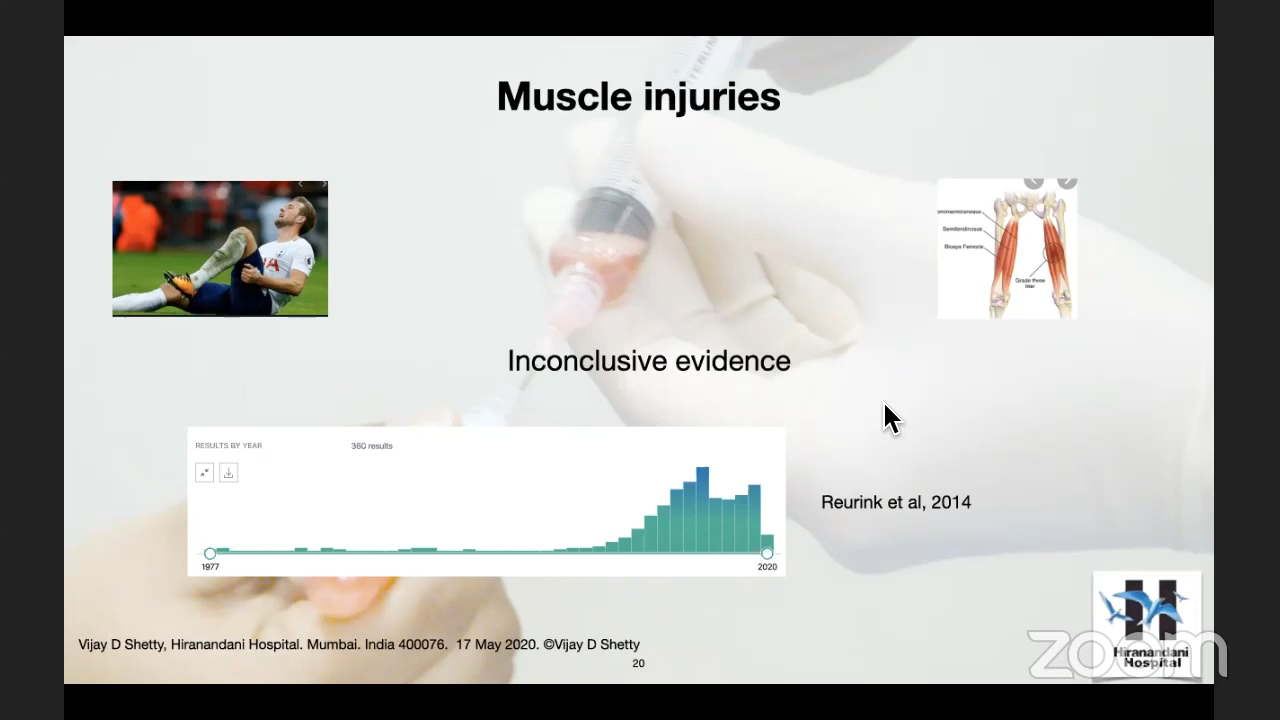 Muscle injuries
Semitendinosus
Biceps Femoris
Grade three
tear
Inconclusive evidence
RESULTS BY YEAR 360 results
1977 2020
Reurink et al, 2014
Vijay D Shetty, Hiranandani Hospital. Mumbai. India 400076. 17 May 2020. ©Vijay D Shetty
20
Hiranandani
Hospital
zoom